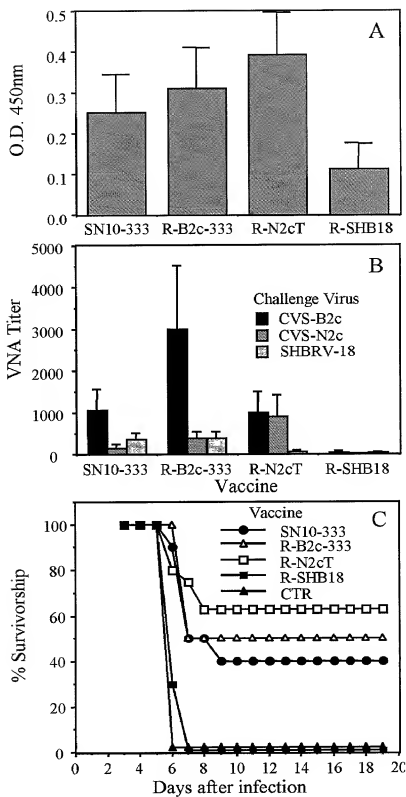 A
O.D. 450nm
0.5
0.4
0.3
0.2
0.1
0.0
SN10-333 R-B2c-333 R-N2cT R-SHB18
B
VNA Titer
5000
4000
3000
2000
1000
0
Challenge Virus
CVS-B2c
CVS-N2c
SHBRV-18
SN10-333 R-B2c-333 R-N2cT R-SHB18
Vaccine
C
% Survivorship
100
80
60
40
20
0
Vaccine
SN10-333
R-B2c-333
R-N2cT
R-SHB18
CTR
0 2 4 6 8 10 12 14 16 18 20
Days after infection